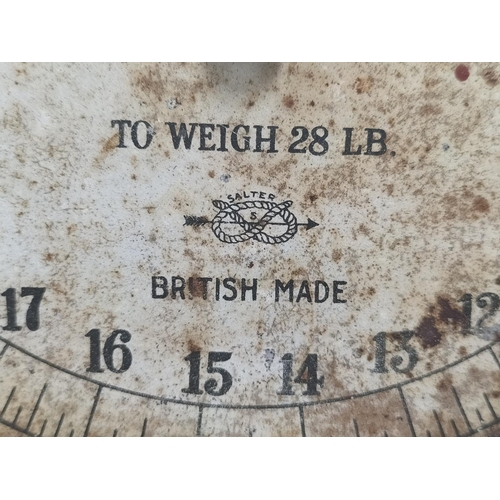 TO WEIGH 28 LB.
SALTER
S
BRITISH MADE
17 16 15 14 13 12